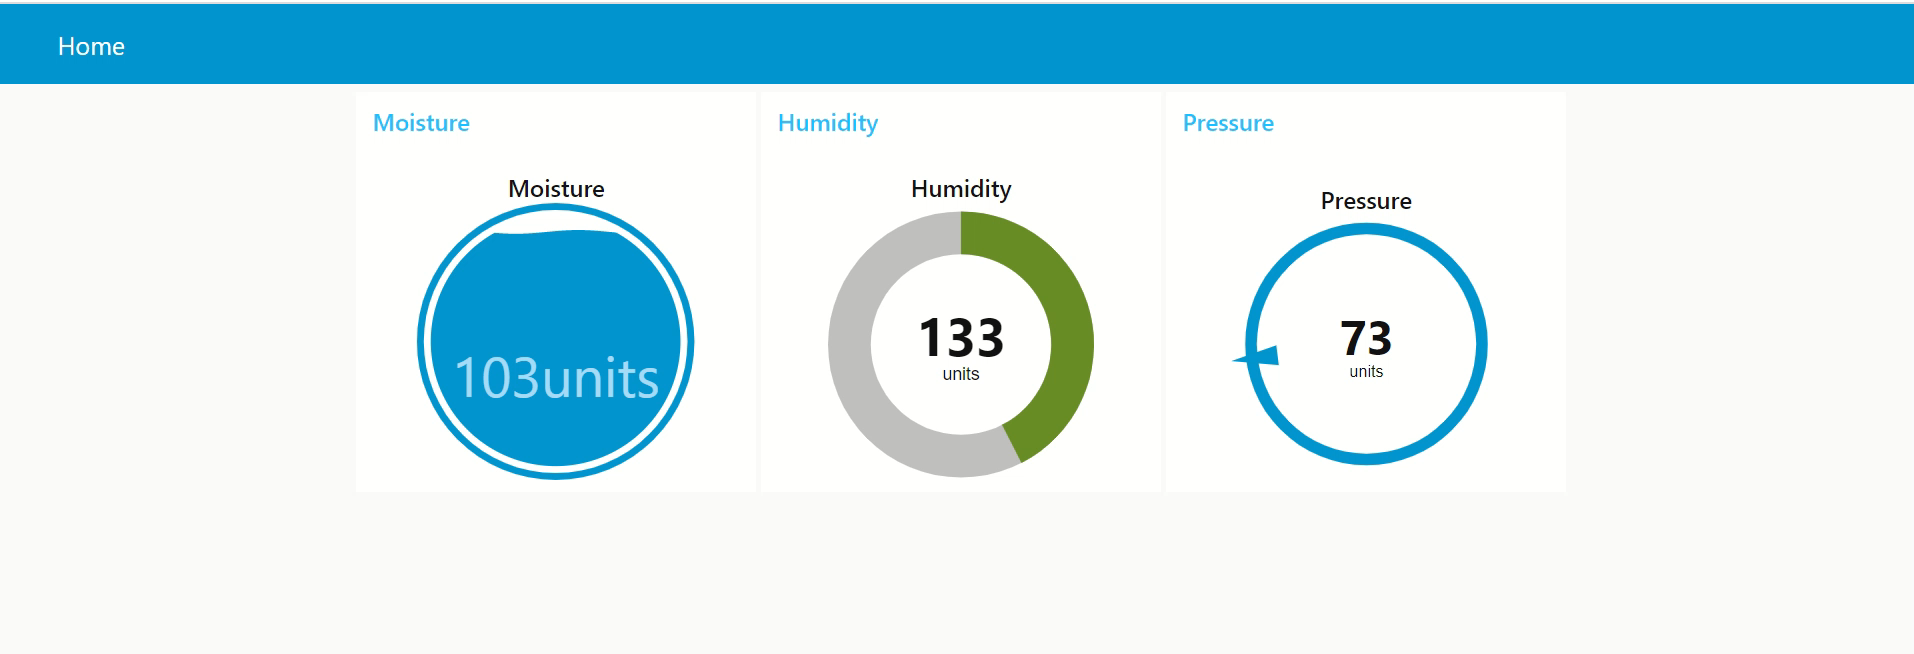 Home
Moisture
Moisture
103units
Humidity
Humidity
133
units
Pressure
Pressure
73
units